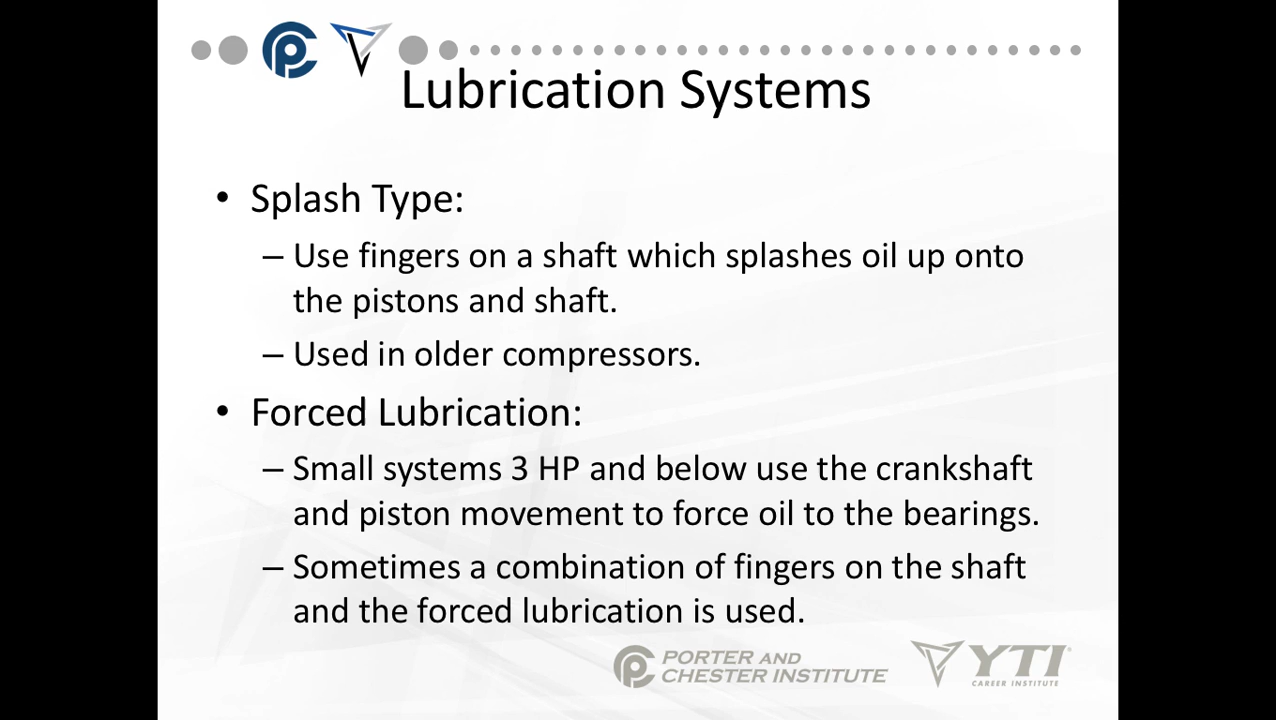 Lubrication Systems
• Splash Type:
– Use fingers on a shaft which splashes oil up onto
the pistons and shaft.
– Used in older compressors.
• Forced Lubrication:
– Small systems 3 HP and below use the crankshaft
and piston movement to force oil to the bearings.
– Sometimes a combination of fingers on the shaft
and the forced lubrication is used.
PORTER AND
CHESTER INSTITUTE
YTI
CAREER INSTITUTE